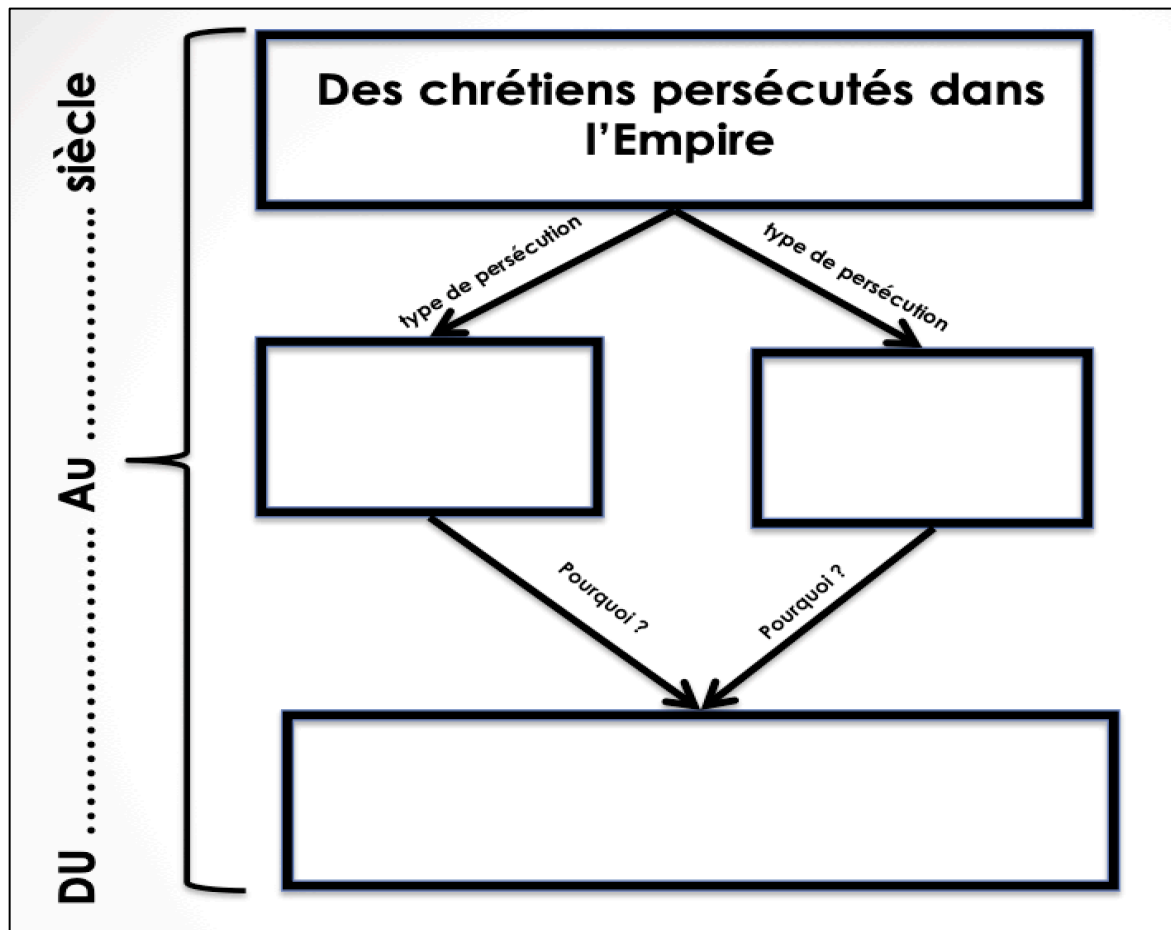 DU ........................ Au .................. siècle
Des chrétiens persécutés dans
l'Empire
type de persécution
type de persécution
Pourquoi ?
Pourquoi ?